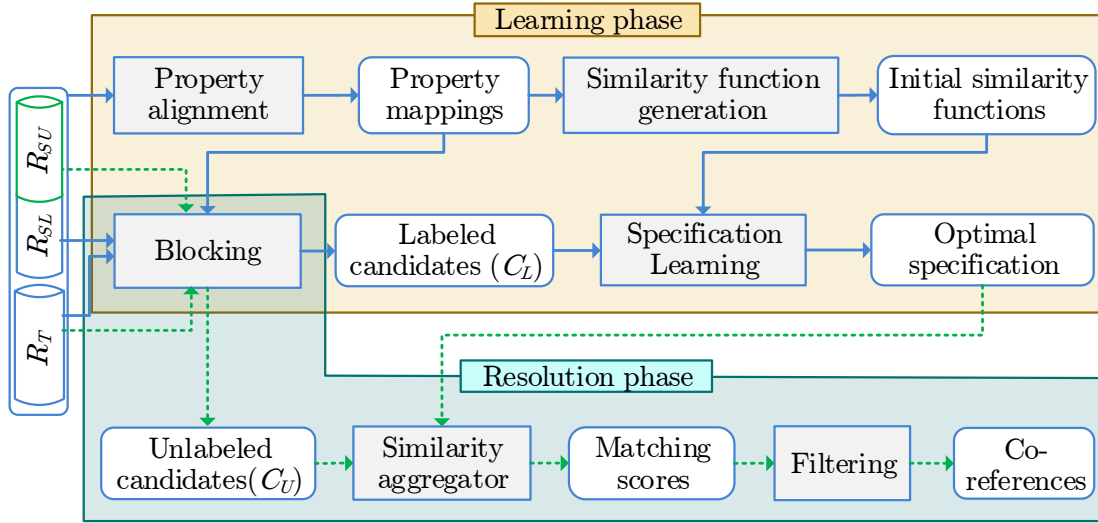 Learning phase
Property
alignment
Property
mappings
Similarity function
generation
Initial similarity
functions
R_SU
R_SL
R_T
Blocking
Labeled
candidates (C_L)
Specification
Learning
Optimal
specification
Resolution phase
Unlabeled
candidates(C_U)
Similarity
aggregator
Matching
scores
Filtering
Co-
references